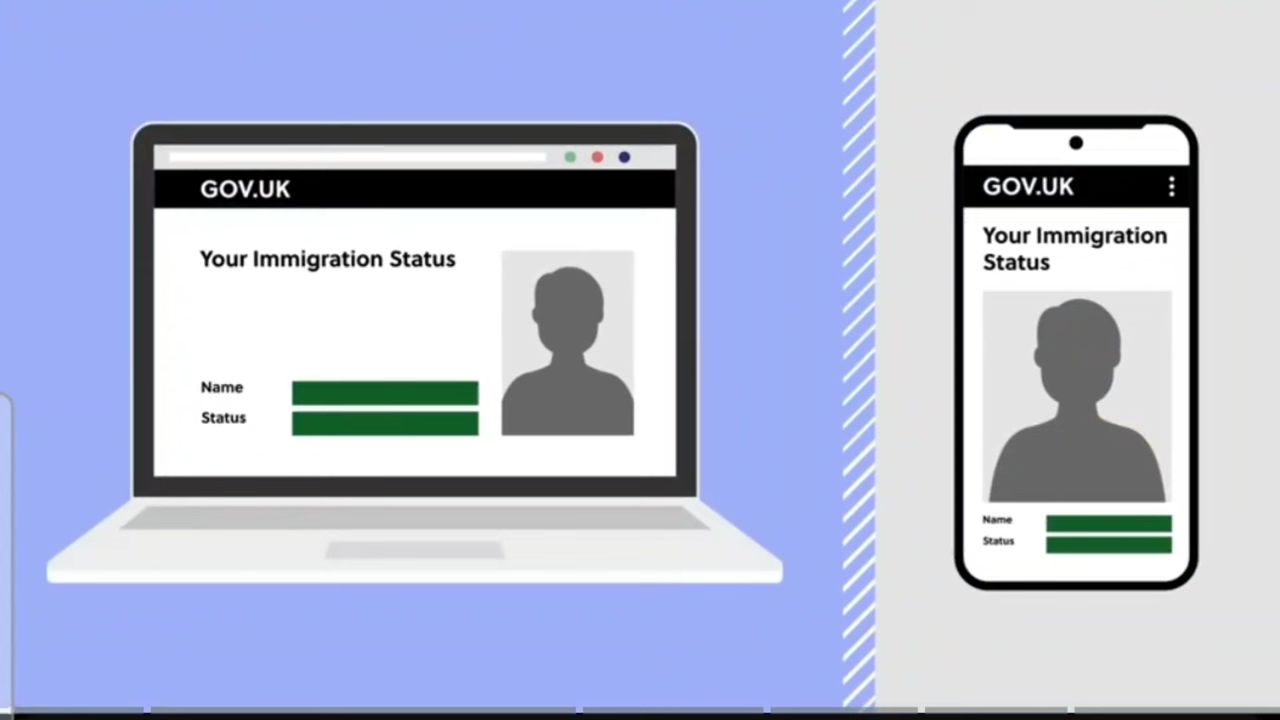 GOV.UK
Your Immigration Status
Name
Status
GOV.UK
Your Immigration
Status
Name
Status